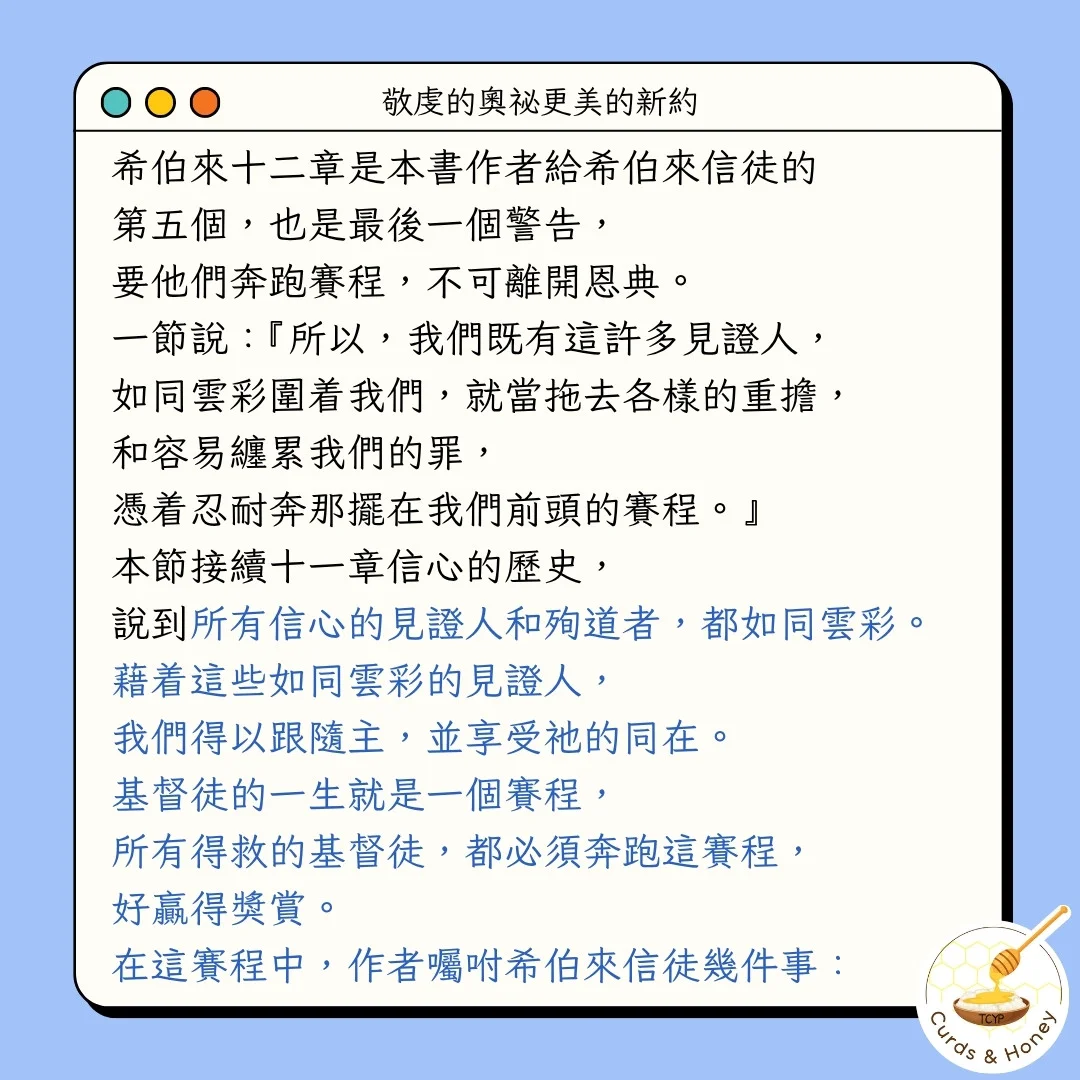 敬虔的奧祕更美的新約
希伯來十二章是本書作者給希伯來信徒的
第五個，也是最後一個警告，
要他們奔跑賽程，不可離開恩典。
一節說：『所以，我們既有這許多見證人，
如同雲彩圍着我們，就當拖去各樣的重擔，
和容易纏累我們的罪，
憑着忍耐奔那擺在我們前頭的賽程。』
本節接續十一章信心的歷史，
說到所有信心的見證人和殉道者，都如同雲彩。
藉着這些如同雲彩的見證人，
我們得以跟隨主，並享受祂的同在。
基督徒的一生就是一個賽程，
所有得救的基督徒，都必須奔跑這賽程，
好贏得獎賞。
在這賽程中，作者囑咐希伯來信徒幾件事：
TCYP
Curds & Honey